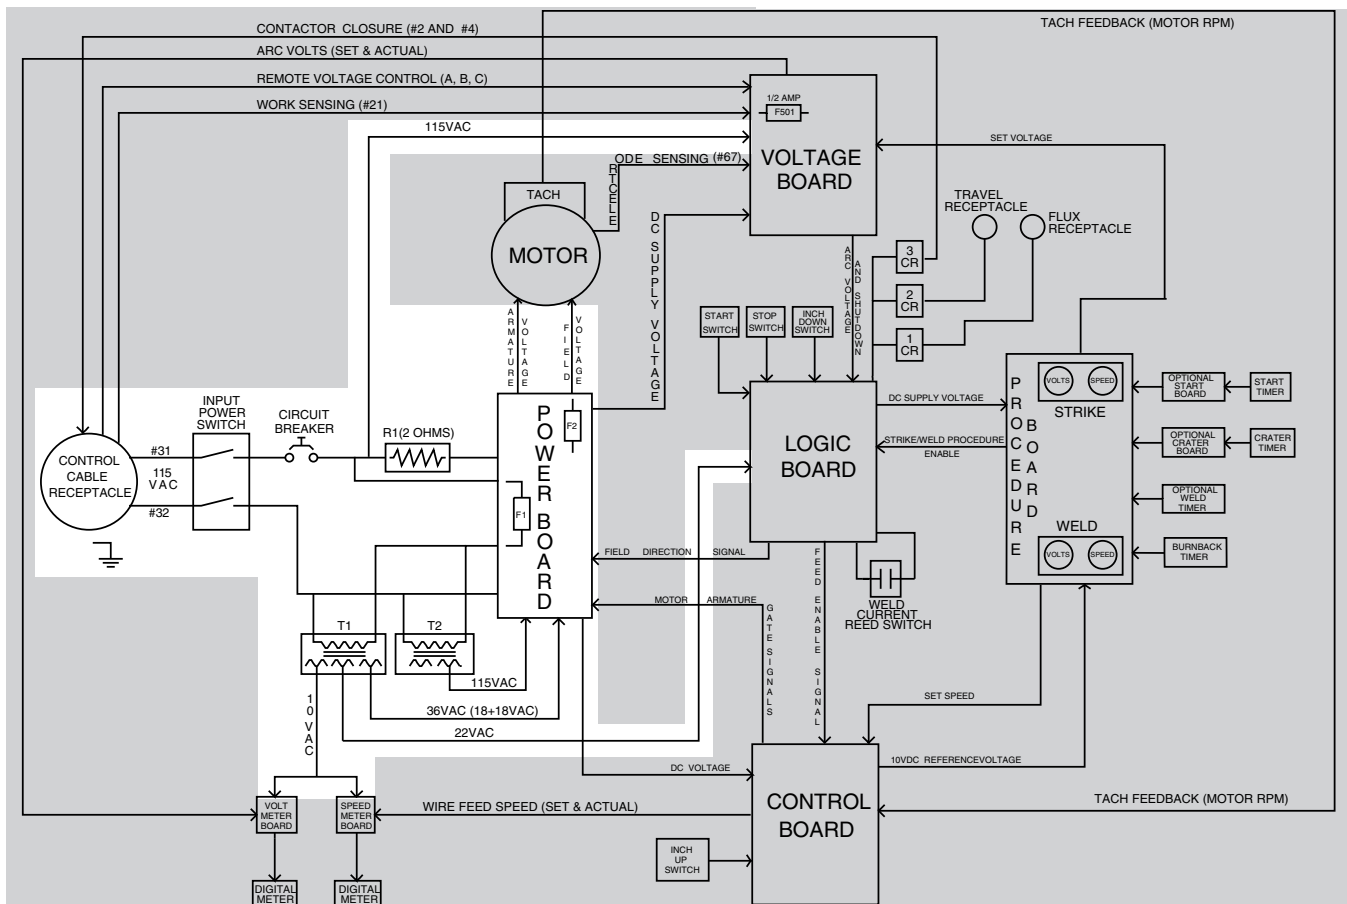 TACH FEEDBACK (MOTOR RPM)
CONTACTOR CLOSURE (#2 AND #4)
ARC VOLTS (SET & ACTUAL)
REMOTE VOLTAGE CONTROL (A, B, C)
WORK SENSING (#21)
115VAC
1/2 AMP
F501
VOLTAGE
BOARD
SET VOLTAGE
RTCELE
ODE SENSING (#67)
TACH
MOTOR
DC SUPPLY VOLTAGE
TRAVEL
RECEPTACLE
FLUX
RECEPTACLE
3
CR
2
CR
1
CR
ARC VOLTAGE
AND SHUTDOWN
START
SWITCH
STOP
SWITCH
INCH
DOWN
SWITCH
ARMATURE
VOLTAGE
FIELD
VOLTAGE
INPUT
POWER
SWITCH
CIRCUIT
BREAKER
R1(2 OHMS)
CONTROL
CABLE
RECEPTACLE
#31
115
VAC
#32
POWER BOARD
F2
F1
LOGIC
BOARD
DC SUPPLY VOLTAGE
STRIKE/WELD PROCEDURE
ENABLE
PROCEDURE
BOARD
VOLTS
SPEED
STRIKE
WELD
VOLTS
SPEED
OPTIONAL
START
BOARD
START
TIMER
OPTIONAL
CRATER
BOARD
CRATER
TIMER
OPTIONAL
WELD
TIMER
BURNBACK
TIMER
FIELD DIRECTION SIGNAL
MOTOR ARMATURE
GATE SIGNALS
FEED ENABLE SIGNAL
WELD
CURRENT
REED SWITCH
T1
T2
115VAC
36VAC (18+18VAC)
22VAC
10 VAC
SET SPEED
10VDC REFERENCEVOLTAGE
DC VOLTAGE
VOLT
METER
BOARD
SPEED
METER
BOARD
WIRE FEED SPEED (SET & ACTUAL)
CONTROL
BOARD
TACH FEEDBACK (MOTOR RPM)
INCH
UP
SWITCH
DIGITAL
METER
DIGITAL
METER